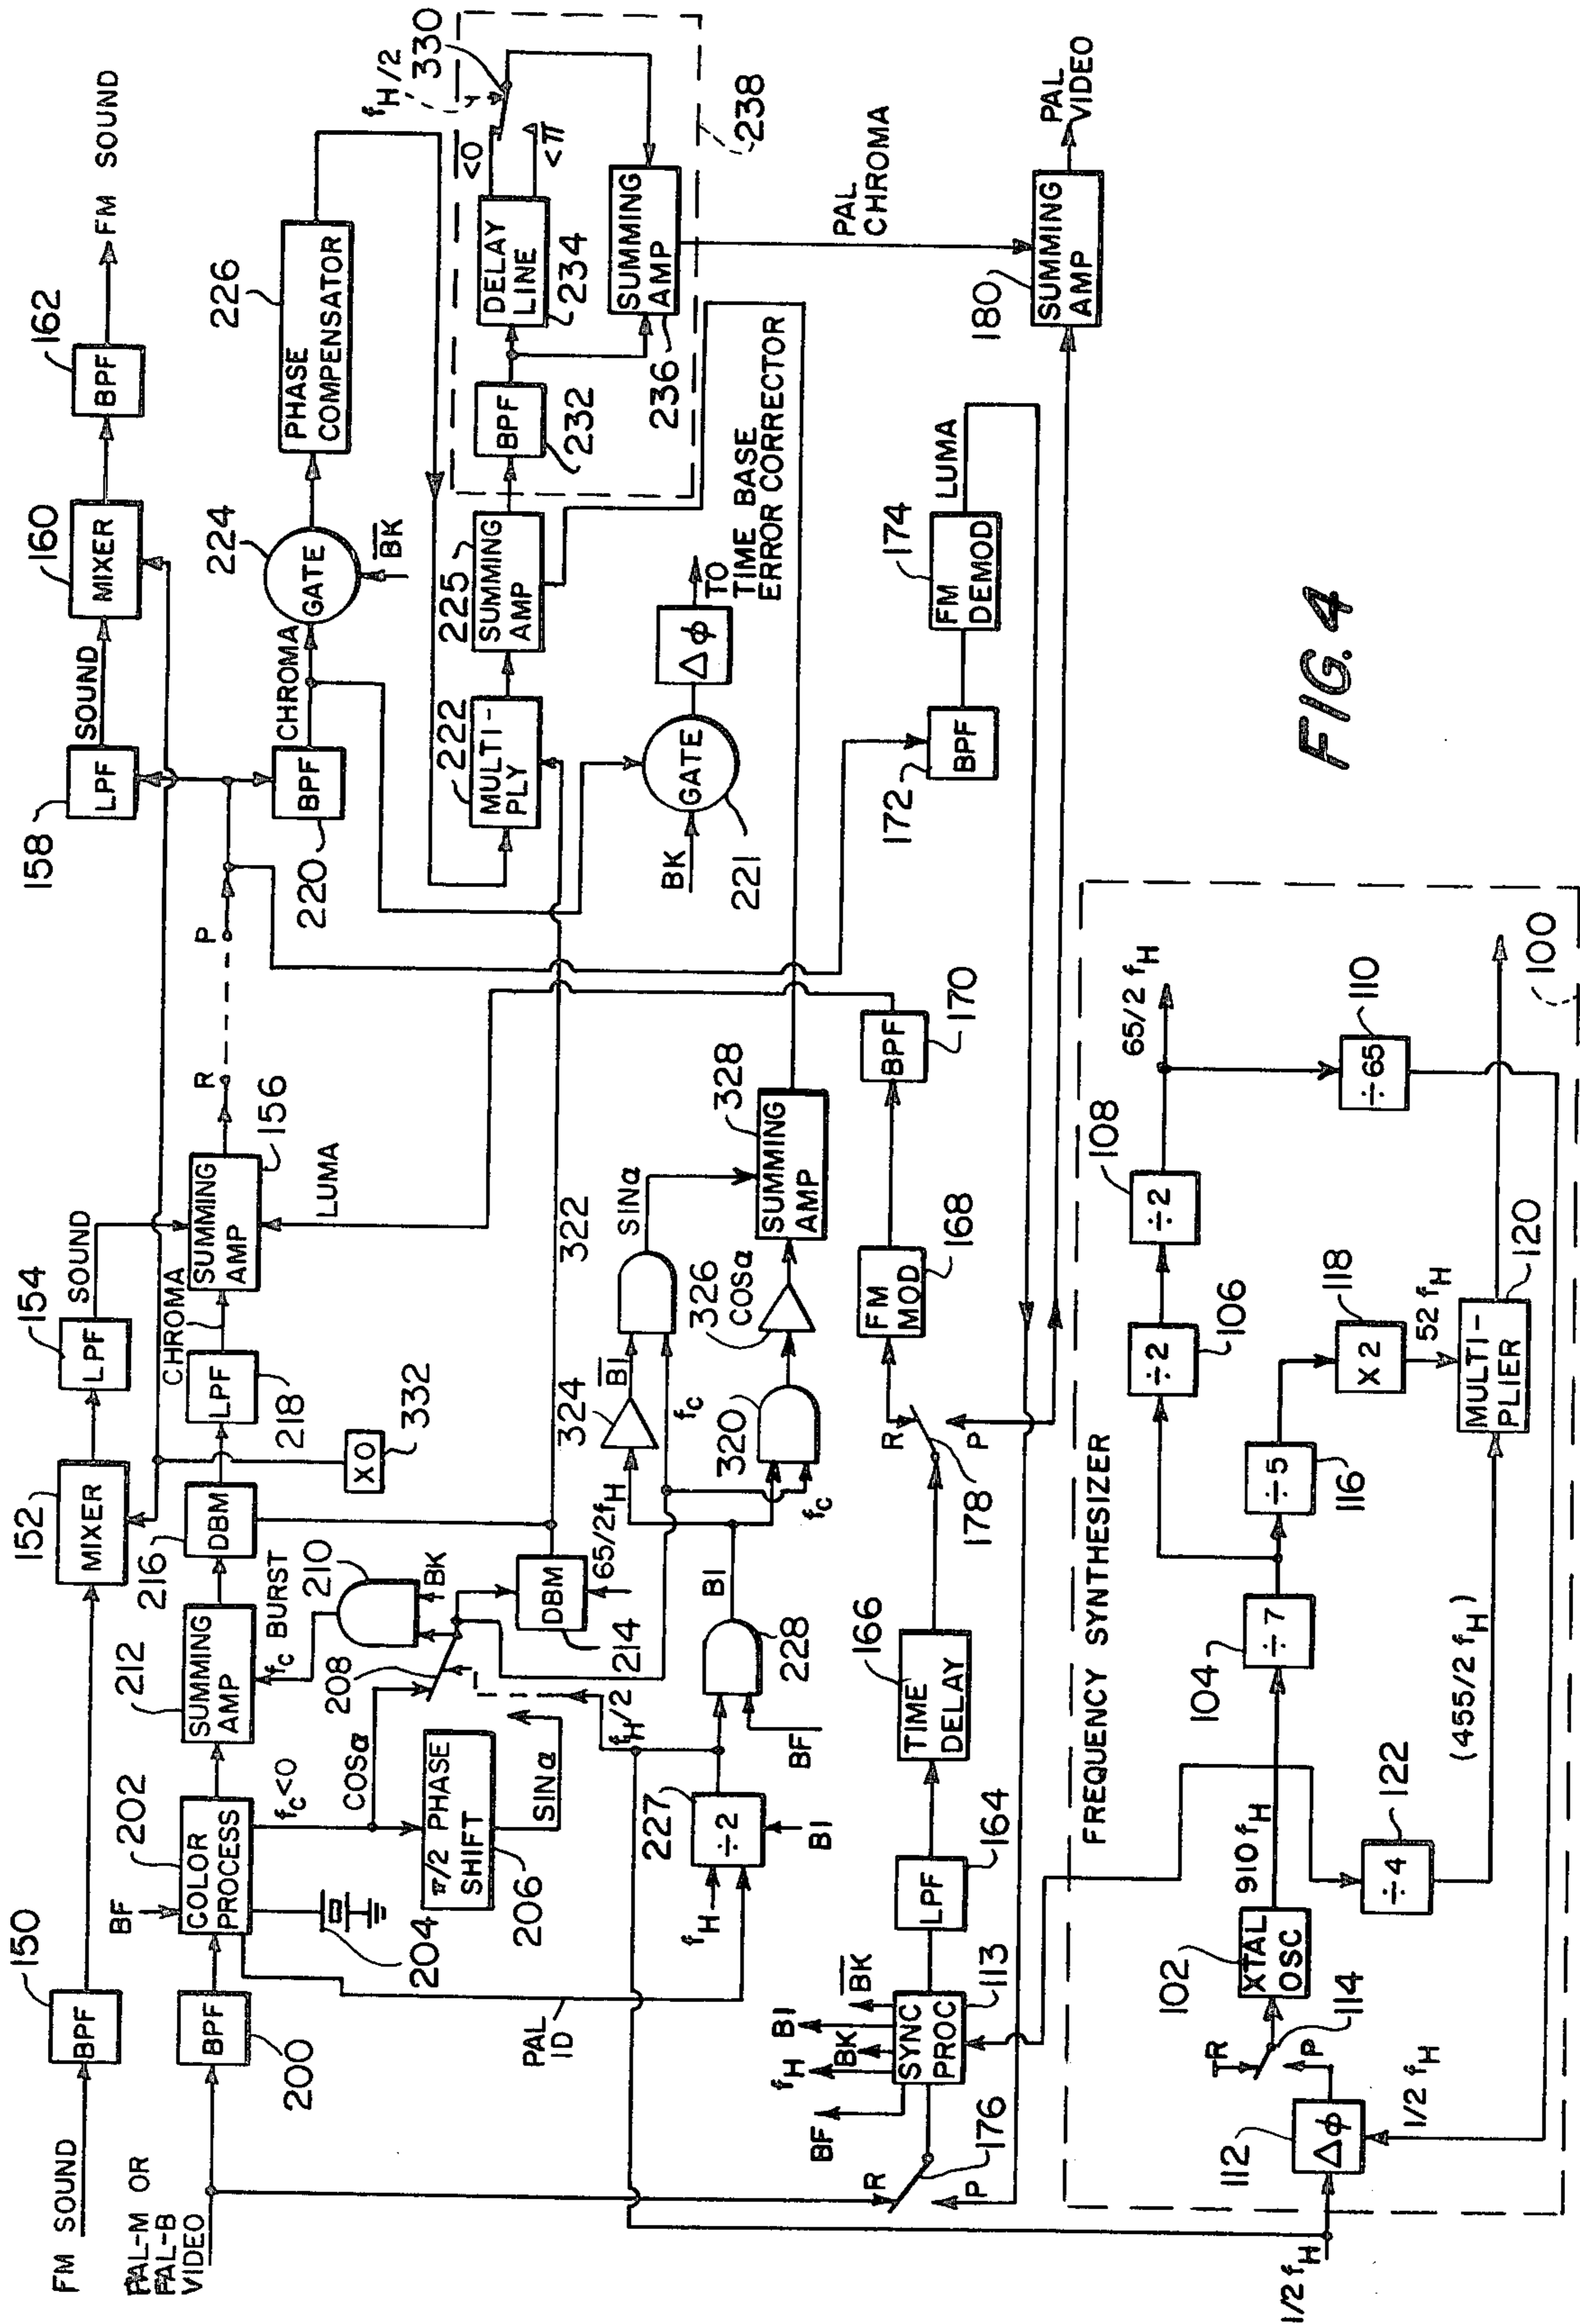 FM SOUND
150
BPF
152
MIXER
154
LPF
SOUND
158
LPF
SOUND
160
MIXER
162
BPF
FM SOUND
PAL-M OR
PAL-B
VIDEO
200
BPF
BF
202
COLOR
PROCESS
204
212
SUMMING
AMP
216
DBM
218
LPF
CHROMA
SUMMING
AMP
156
R
P
LUMA
220
BPF
CHROMA
224
GATE
B̅K̅
226
PHASE
COMPENSATOR
f_C<0
COSα
π/2 PHASE
SHIFT
206
SINα
208
f_C BURST
210
BK
XO
332
DBM
214
65/2f_H
322
222
MULTI-
PLY
225
SUMMING
AMP
BPF
232
DELAY
LINE
234
<0
<π
f_H/2
330
SUMMING
AMP
236
238
PAL
ID
227
÷2
f_H
BI
f_H/2
228
BF
BI
324
B̅I̅
f_C
320
f_C
SINα
326
COSα
328
SUMMING
AMP
BK
GATE
221
Δϕ
TO
TIME BASE
ERROR CORRECTOR
PAL
CHROMA
BF
f_H
BK
BI
B̅K̅
SYNC
PROC
113
R
P
176
164
LPF
166
TIME
DELAY
R
P
178
FM
MOD
168
BPF
170
172
BPF
174
FM
DEMOD
LUMA
180
SUMMING
AMP
PAL
VIDEO
FREQUENCY SYNTHESIZER
1/2 f_H
112
Δϕ
1/2 f_H
R
P
114
102
XTAL
OSC
910 f_H
104
÷7
÷4
122
(455/2 f_H)
÷2
106
÷2
108
65/2 f_H
÷65
110
÷5
116
X2
118
52 f_H
MULTI-
PLIER
120
100
FIG. 4